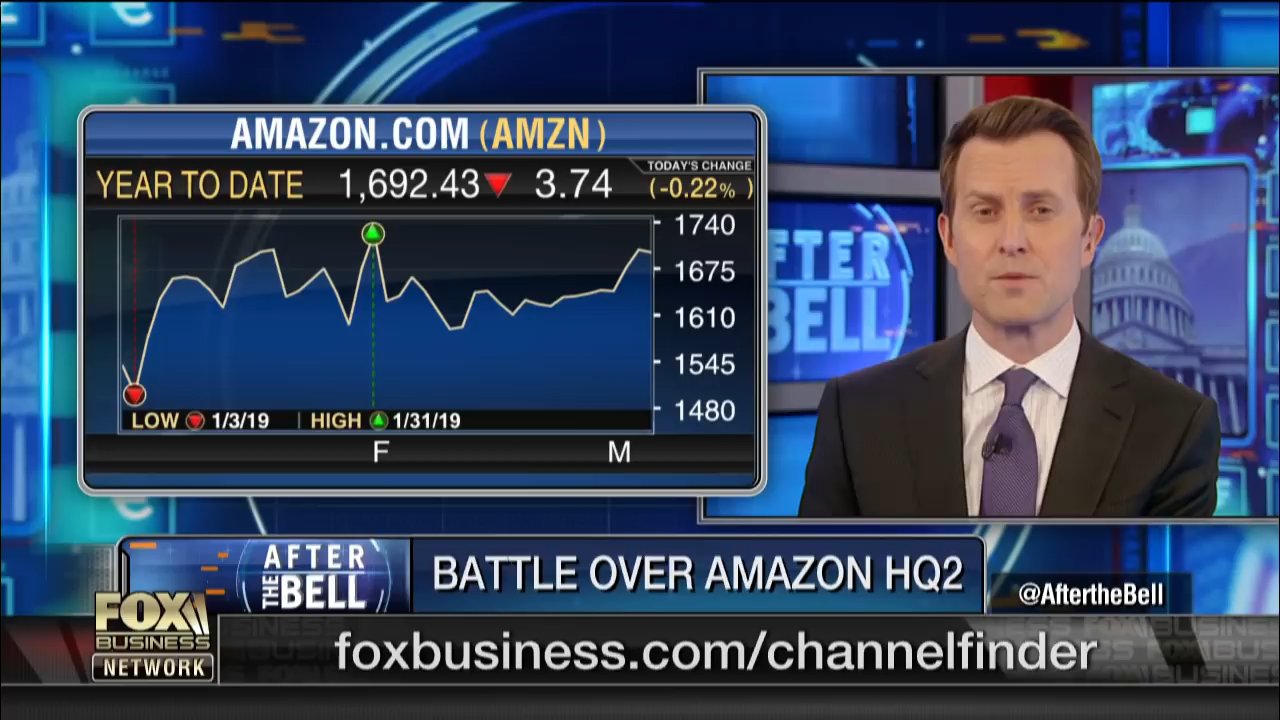 AMAZON.COM (AMZN )
YEAR TO DATE 1,692.43 3.74
TODAY'S CHANGE
(-0.22% )
1740
1675
1610
1545
1480
LOW 1/3/19 | HIGH 1/31/19
F M
AFTER
BELL
AFTER
THE BELL
BATTLE OVER AMAZON HQ2
@AftertheBell
FOX
BUSINESS
NETWORK
foxbusiness.com/channelfinder